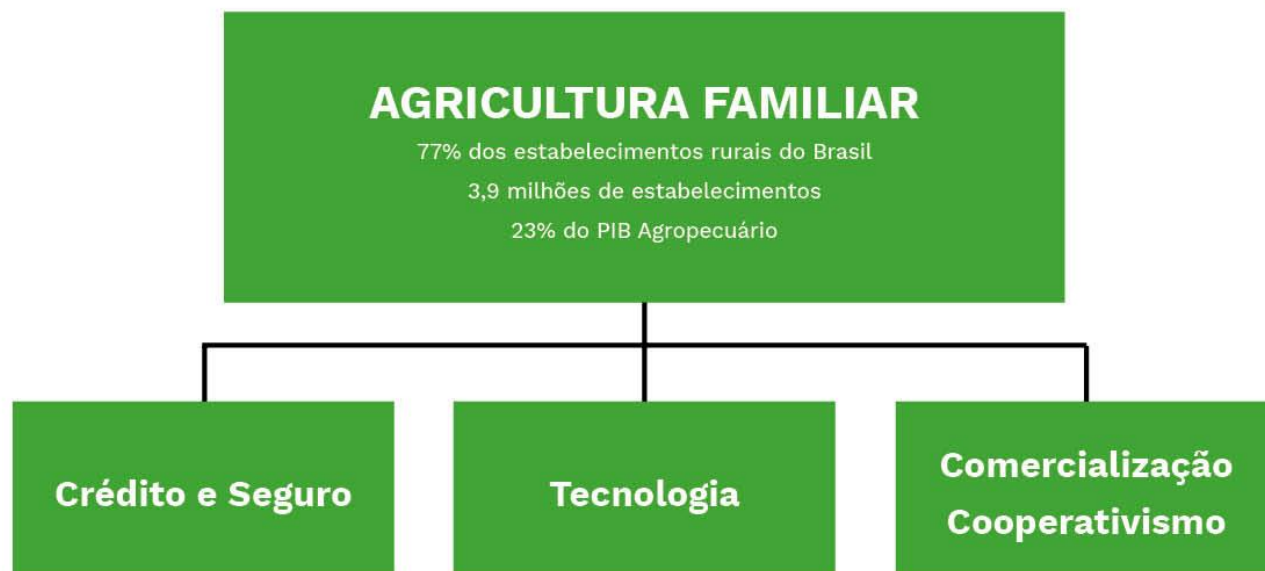 AGRICULTURA FAMILIAR
77% dos estabelecimentos rurais do Brasil
3,9 milhões de estabelecimentos
23% do PIB Agropecuário
Crédito e Seguro
Tecnologia
Comercialização
Cooperativismo